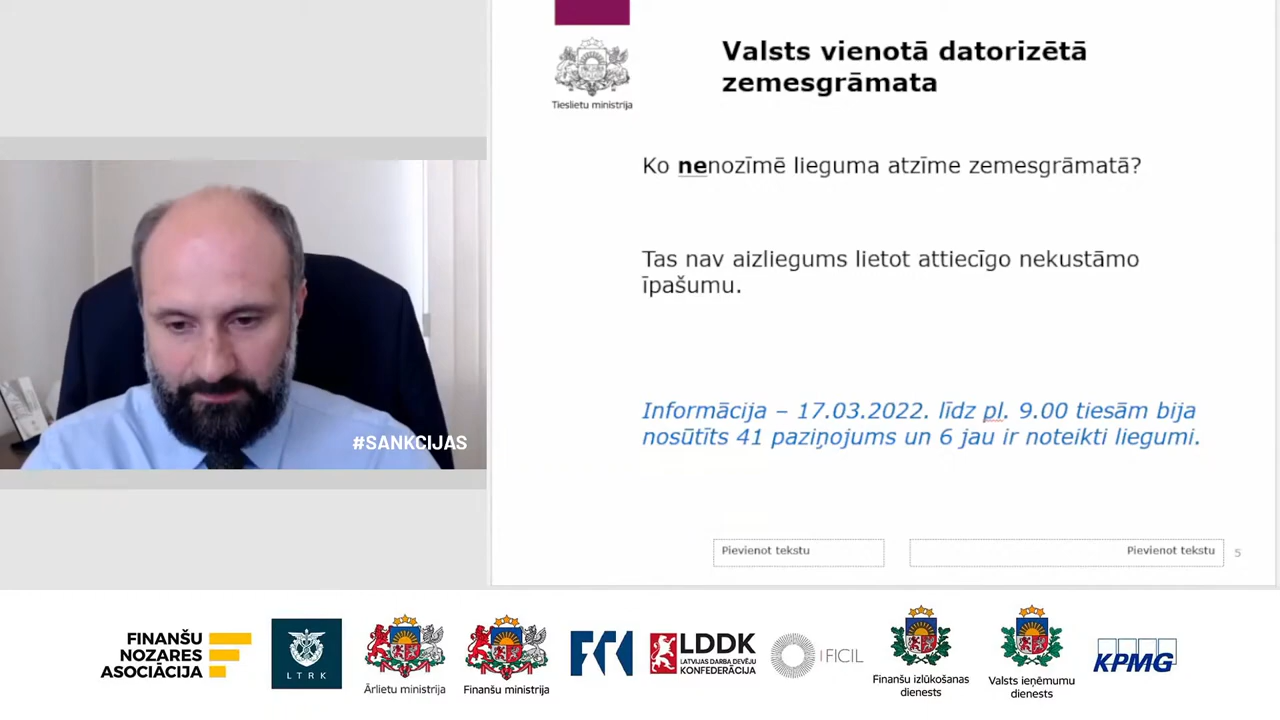 Tieslietu ministrija
Valsts vienotā datorizētā
zemesgrāmata
Ko nenozīmē lieguma atzīme zemesgrāmatā?
Tas nav aizliegums lietot attiecīgo nekustāmo
īpašumu.
Informācija – 17.03.2022. līdz pl. 9.00 tiesām bija
nosūtīts 41 paziņojums un 6 jau ir noteikti liegumi.
Pievienot tekstu
Pievienot tekstu
5
#SANKCIJAS
FINANŠU
NOZARES
ASOCIĀCIJA
LTRK
Ārlietu ministrija
Finanšu ministrija
FKI
LDDK
LATVIJAS DARBA DEVĒJU
KONFEDERĀCIJA
FICIL
Finanšu izlūkošanas
dienests
Valsts ieņēmumu
dienests
KPMG